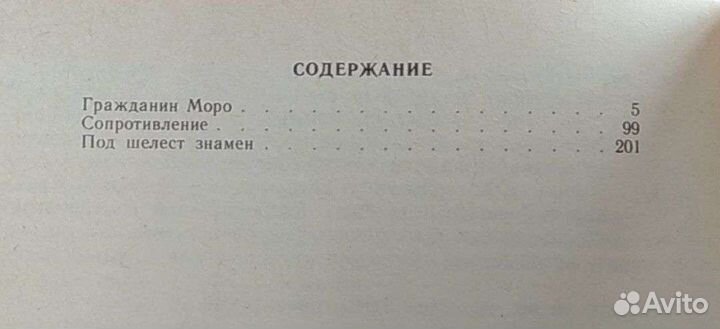 СОДЕРЖАНИЕ
Гражданин Моро . . . . . . . . . . . . . . . . . 5
Сопротивление . . . . . . . . . . . . . . . . . . 99
Под шелест знамен . . . . . . . . . . . . . . . . 201
Avito